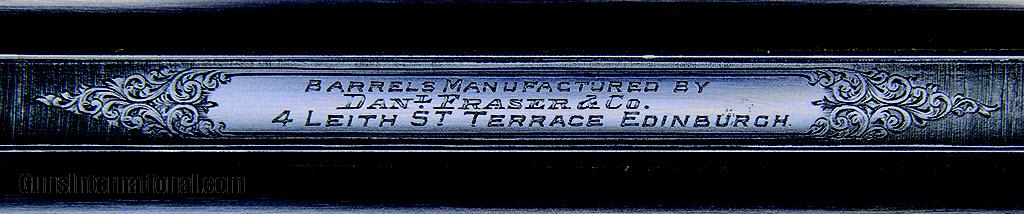 BARRELS MANUFACTURED BY
DANL. FRASER & CO.
4 LEITH ST TERRACE EDINBURGH
GunsInternational.com